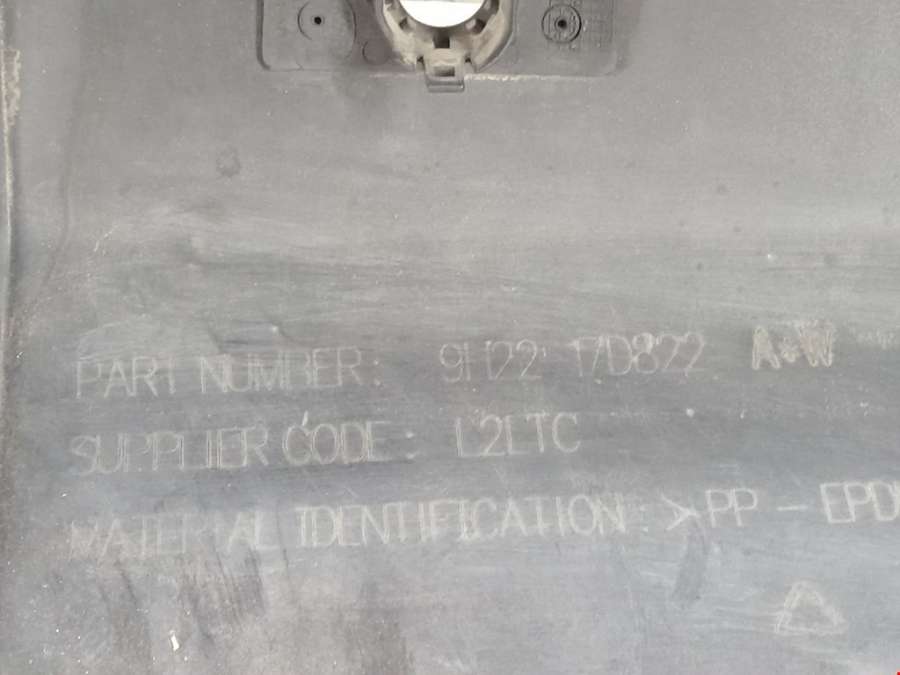 PART NUMBER: 9H22 17D822 A*W
SUPPLIER CODE: L2LTC
MATERIAL IDENTIFICATION: >PP - EPD